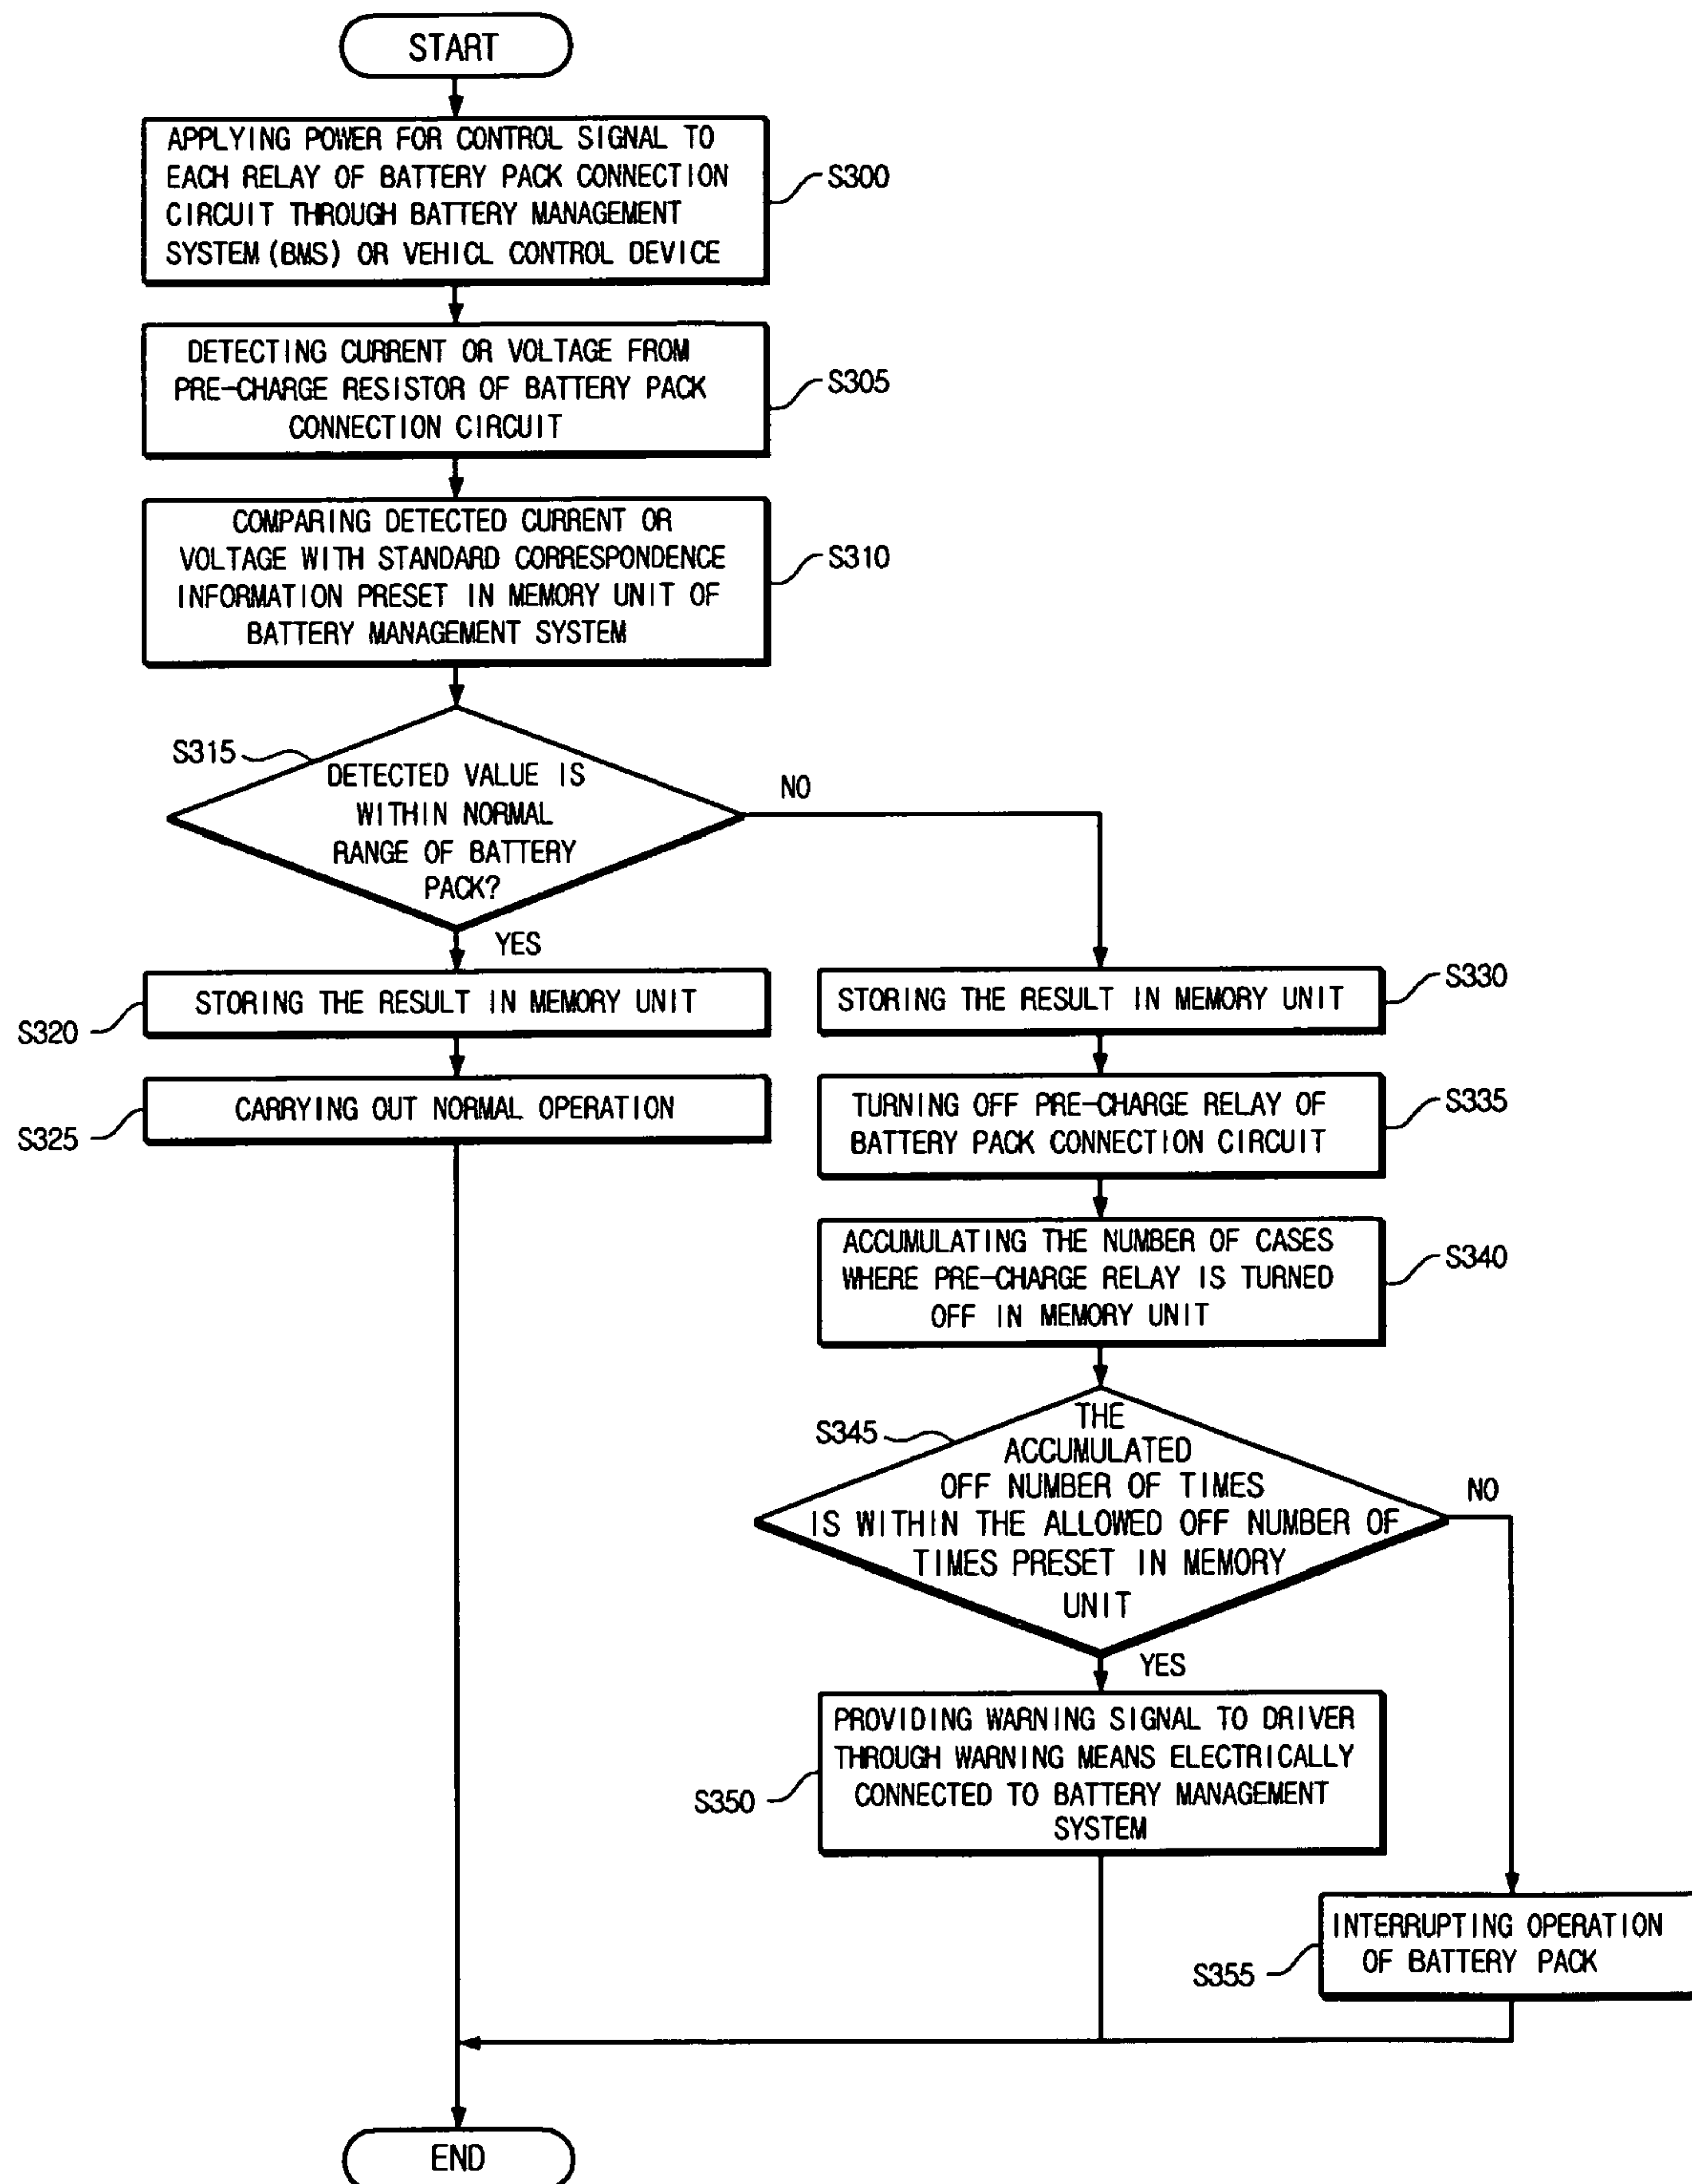 START
APPLYING POWER FOR CONTROL SIGNAL TO
EACH RELAY OF BATTERY PACK CONNECTION
CIRCUIT THROUGH BATTERY MANAGEMENT
SYSTEM (BMS) OR VEHICL CONTROL DEVICE
S300
DETECTING CURRENT OR VOLTAGE FROM
PRE-CHARGE RESISTOR OF BATTERY PACK
CONNECTION CIRCUIT
S305
COMPARING DETECTED CURRENT OR
VOLTAGE WITH STANDARD CORRESPONDENCE
INFORMATION PRESET IN MEMORY UNIT OF
BATTERY MANAGEMENT SYSTEM
S310
S315
DETECTED VALUE IS
WITHIN NORMAL
RANGE OF BATTERY
PACK?
NO
YES
STORING THE RESULT IN MEMORY UNIT
S320
CARRYING OUT NORMAL OPERATION
S325
STORING THE RESULT IN MEMORY UNIT
S330
TURNING OFF PRE-CHARGE RELAY OF
BATTERY PACK CONNECTION CIRCUIT
S335
ACCUMULATING THE NUMBER OF CASES
WHERE PRE-CHARGE RELAY IS TURNED
OFF IN MEMORY UNIT
S340
S345
THE
ACCUMULATED
OFF NUMBER OF TIMES
IS WITHIN THE ALLOWED OFF NUMBER OF
TIMES PRESET IN MEMORY
UNIT
NO
YES
PROVIDING WARNING SIGNAL TO DRIVER
THROUGH WARNING MEANS ELECTRICALLY
CONNECTED TO BATTERY MANAGEMENT
SYSTEM
S350
INTERRUPTING OPERATION
OF BATTERY PACK
S355
END